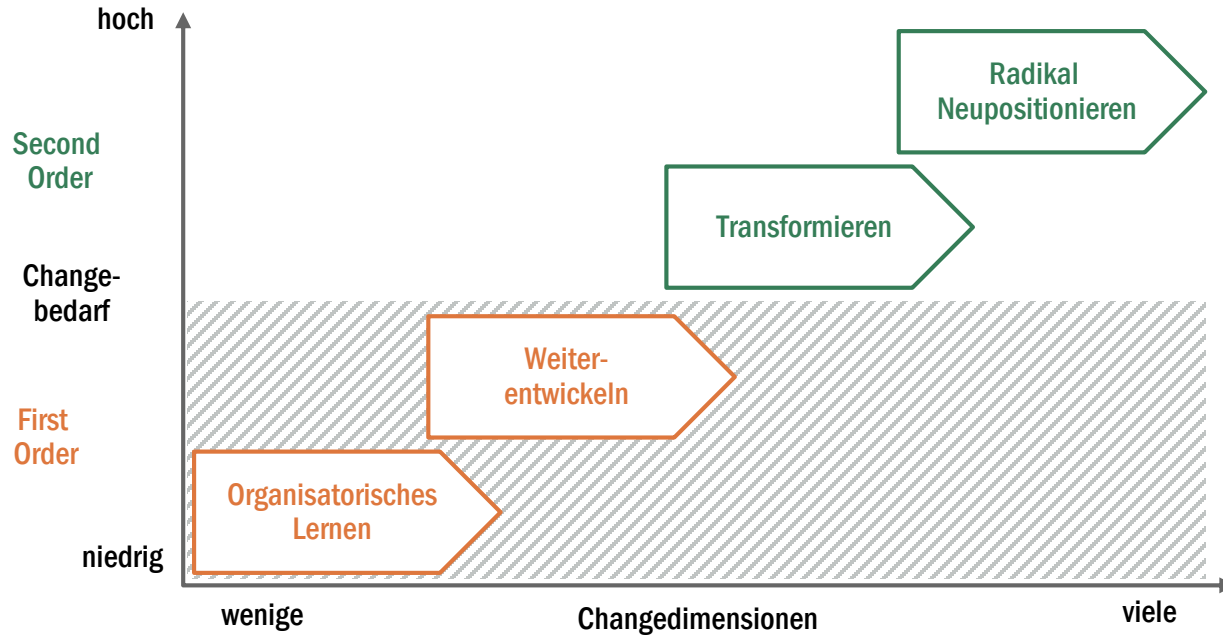 hoch
Radikal
Neupositionieren
Second
Order
Transformieren
Change-
bedarf
Weiter-
entwickeln
First
Order
Organisatorisches
Lernen
niedrig
wenige
Changedimensionen
viele